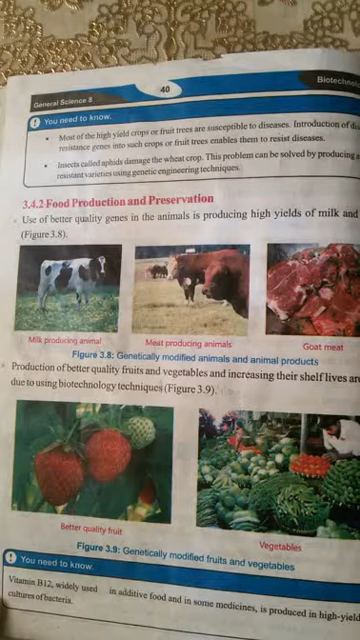 General Science 8
40
You need to know.
• Most of the high yield crops or fruit trees are susceptible to diseases. Introduction of
resistance genes into such crops or fruit trees enables them to resist diseases.
• Insects called aphids damage the wheat crop. This problem can be solved by producing
resistant varieties using genetic engineering techniques.
3.4.2 Food Production and Preservation
• Use of better quality genes in the animals is producing high yields of milk and
(Figure 3.8).
Milk producing animal
Meat producing animals
Goat meat
Figure 3.8: Genetically modified animals and animal products
• Production of better quality fruits and vegetables and increasing their shelf lives
due to using biotechnology techniques (Figure 3.9).
Better quality fruit
Vegetables
Figure 3.9: Genetically modified fruits and vegetables
You need to know.
Vitamin B12, widely used in additive food and in some medicines, is produced in
cultures of bacteria.